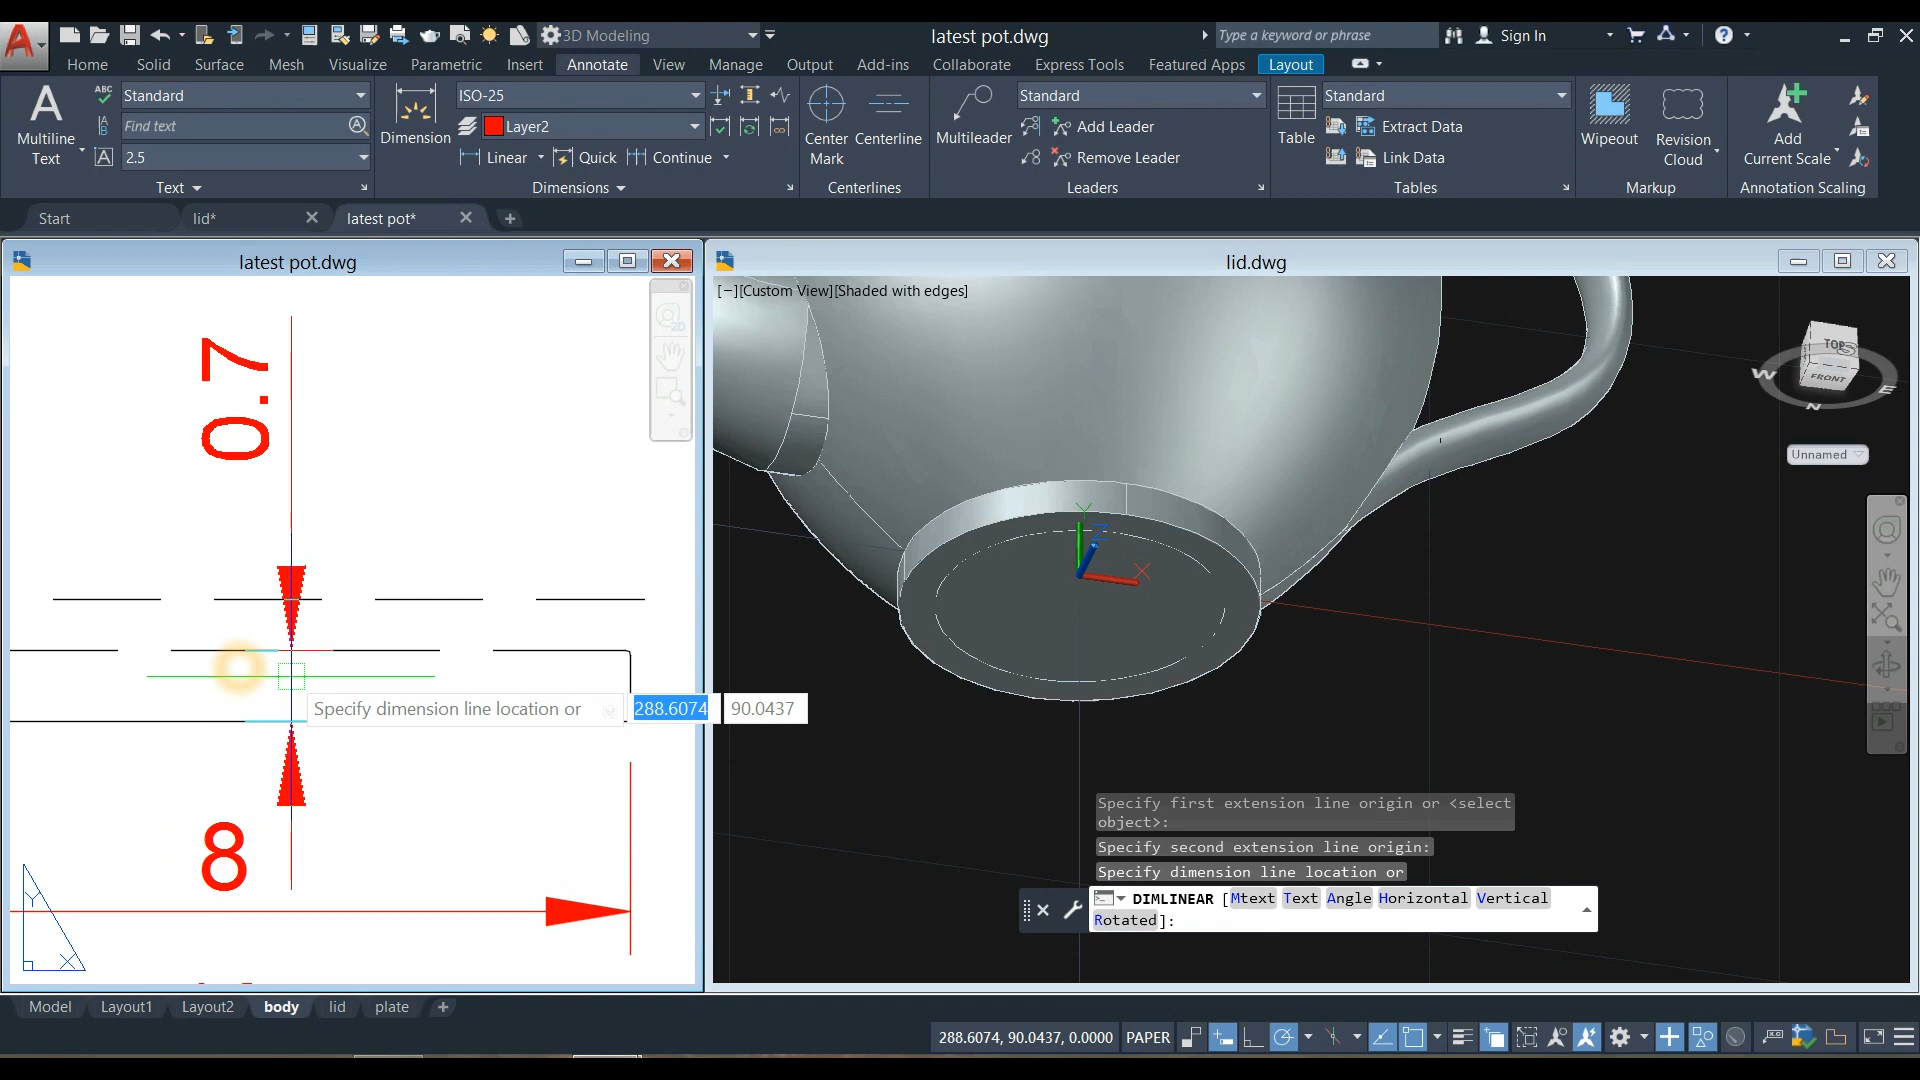 3D Modeling
latest pot.dwg
Type a keyword or phrase
Sign In
Home Solid Surface Mesh Visualize Parametric Insert Annotate View Manage Output Add-ins Collaborate Express Tools Featured Apps Layout
Multiline
Text
ABC
Standard
Find text
2.5
Text
Dimension
ISO-25
Layer2
Linear Quick Continue
Dimensions
Center
Mark
Centerline
Centerlines
Multileader
Standard
Add Leader
Remove Leader
Leaders
Table
Standard
Extract Data
Link Data
Tables
Wipeout
Revision
Cloud
Markup
Add
Current Scale
Annotation Scaling
Start
lid*
latest pot*
latest pot.dwg
lid.dwg
[−][Custom View][Shaded with edges]
2D
0.7
TOP
S
FRONT
W
E
N
Unnamed
Y
Z
X
Specify dimension line location or
288.6074
90.0437
8
Y
X
Specify first extension line origin or <select
object>:
Specify second extension line origin:
Specify dimension line location or
DIMLINEAR [Mtext Text Angle Horizontal Vertical
Rotated]:
Model Layout1 Layout2 body lid plate
288.6074, 90.0437, 0.0000 PAPER